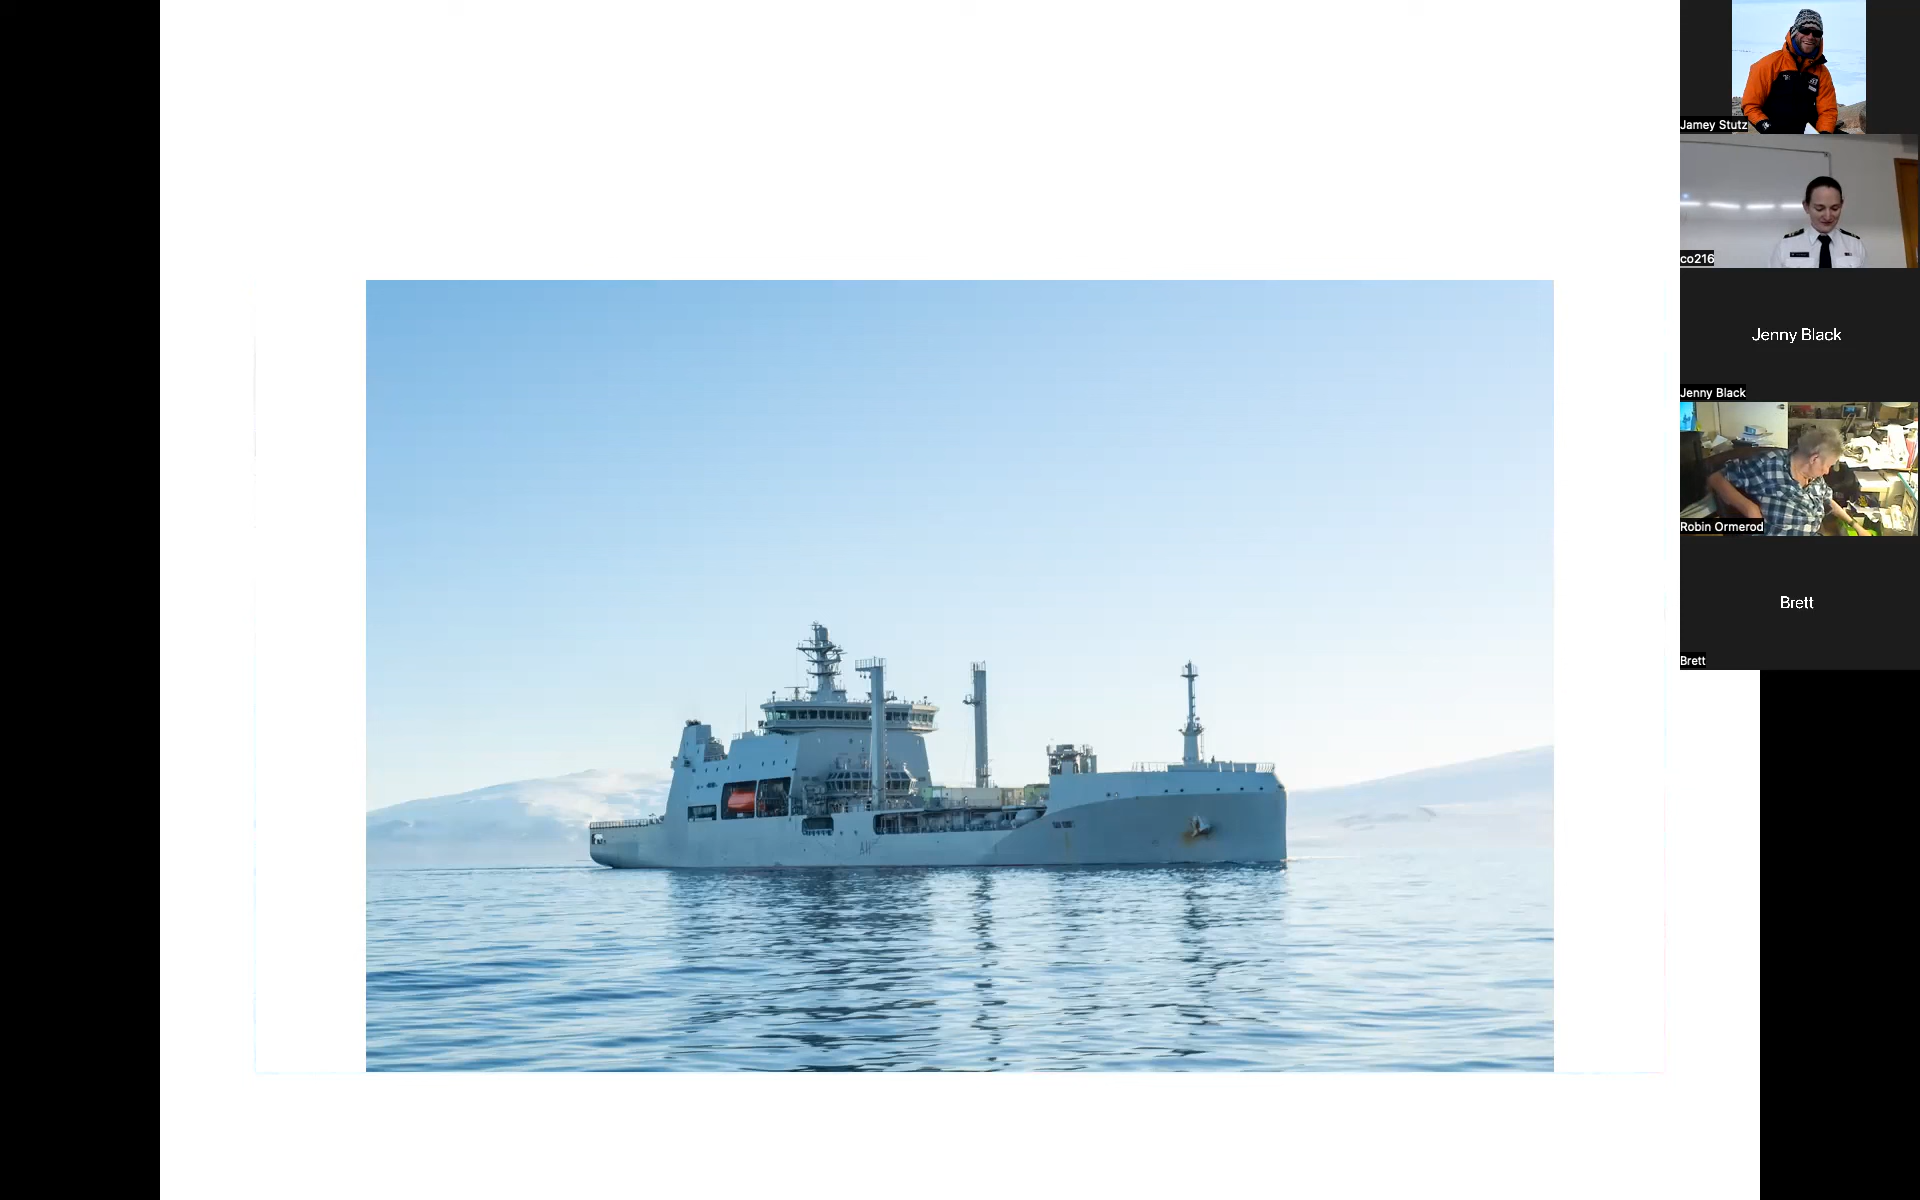 Jamey Stutz
co216
Jenny Black
Jenny Black
Robin Ormerod
Brett
Brett
A11